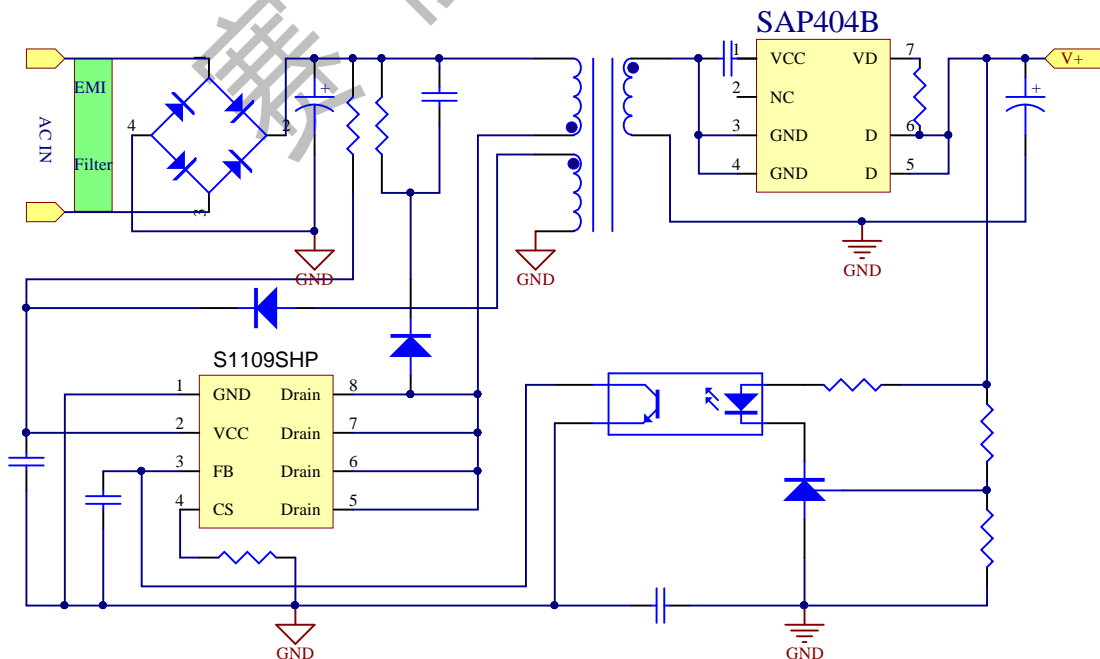 SAP404B
1 VCC VD 7
2 NC
3 GND D 6
4 GND D 5
V+
EMI
Filter
AC IN
4
2
3
+
+
GND
GND
GND
S1109SHP
1 GND Drain 8
2 VCC Drain 7
3 FB Drain 6
4 CS Drain 5
GND
GND